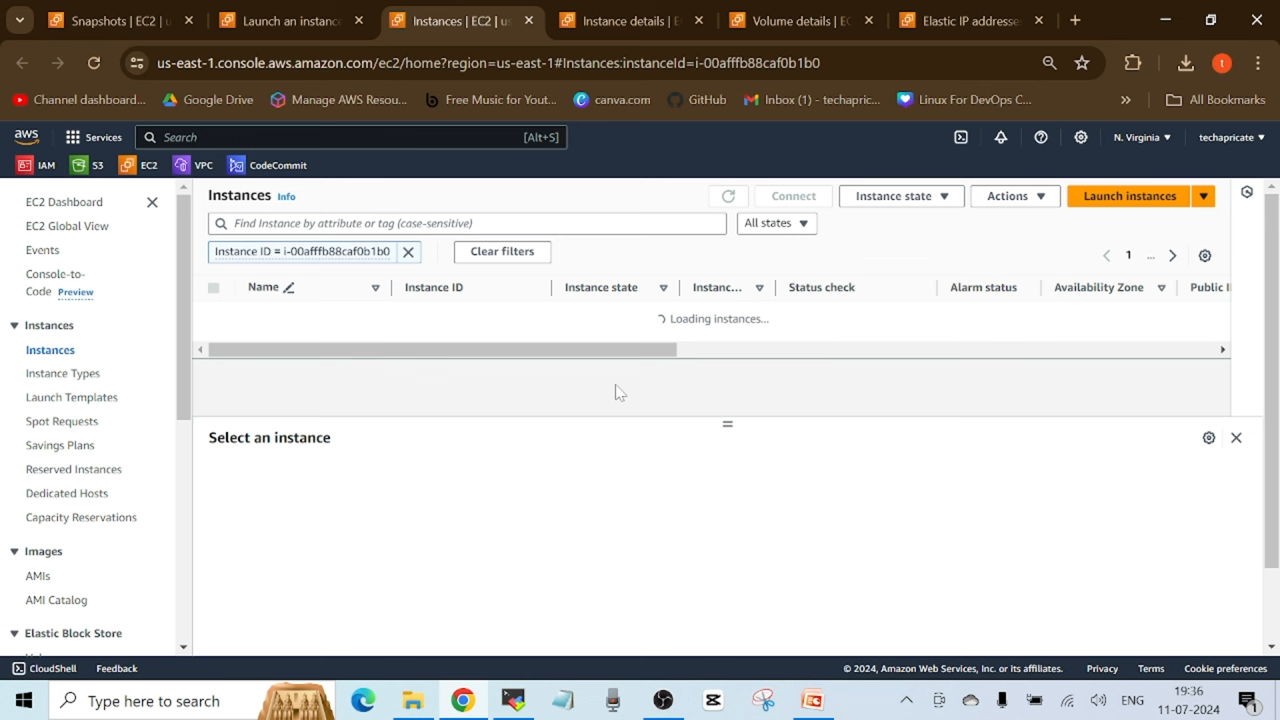 Snapshots | EC2 | u
Launch an instanc
Instances | EC2 | us
Instance details | E
Volume details | EC
Elastic IP addresse
us-east-1.console.aws.amazon.com/ec2/home?region=us-east-1#Instances:instanceId=i-00afffb88caf0b1b0
t
Channel dashboard...
Google Drive
Manage AWS Resou...
Free Music for Yout...
canva.com
GitHub
Inbox (1) - techapric...
Linux For DevOps C...
All Bookmarks
aws
Services
Search
[Alt+S]
N. Virginia
techapricate
IAM
S3
EC2
VPC
CodeCommit
EC2 Dashboard
EC2 Global View
Events
Console-to-
Code Preview
Instances
Instances
Instance Types
Launch Templates
Spot Requests
Savings Plans
Reserved Instances
Dedicated Hosts
Capacity Reservations
Images
AMIs
AMI Catalog
Elastic Block Store
Instances Info
Connect
Instance state
Actions
Launch instances
Find Instance by attribute or tag (case-sensitive)
All states
Instance ID = i-00afffb88caf0b1b0
Clear filters
1 ...
Name
Instance ID
Instance state
Instanc...
Status check
Alarm status
Availability Zone
Public I
Loading instances...
Select an instance
CloudShell
Feedback
© 2024, Amazon Web Services, Inc. or its affiliates.
Privacy
Terms
Cookie preferences
Type here to search
ENG
19:36
11-07-2024
1